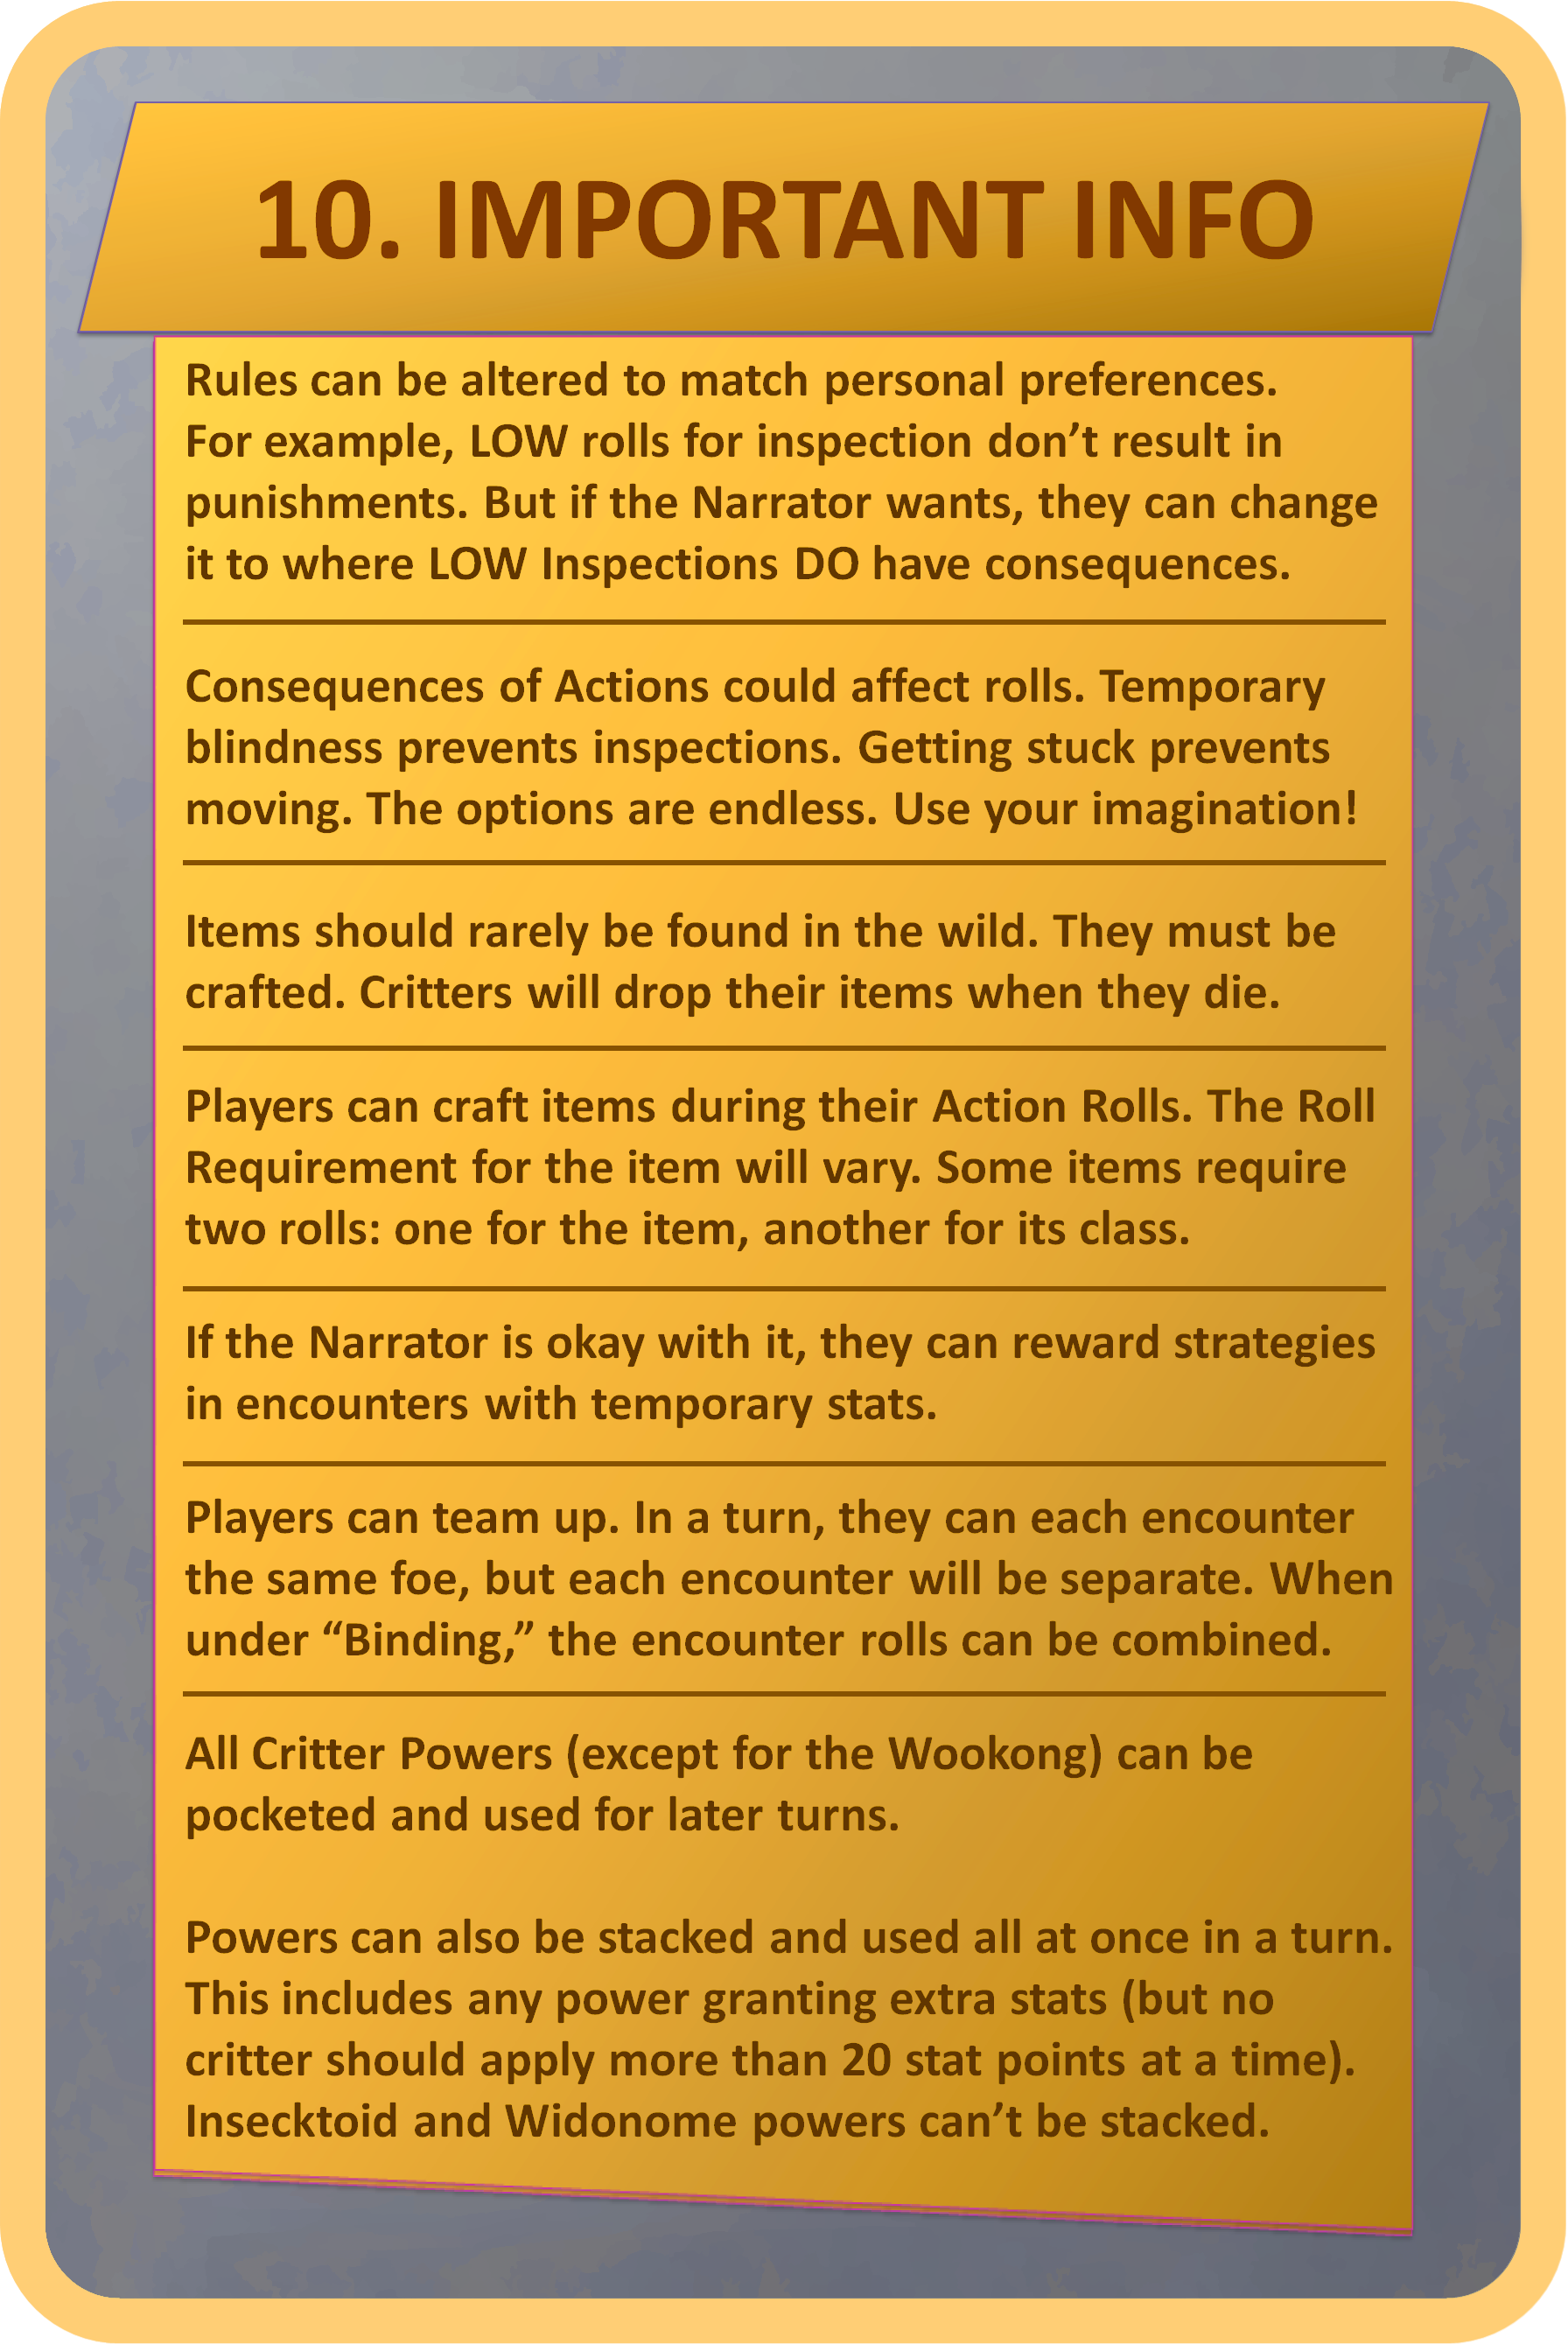 10. IMPORTANT INFO
Rules can be altered to match personal preferences.
For example, LOW rolls for inspection don’t result in
punishments. But if the Narrator wants, they can change
it to where LOW Inspections DO have consequences.
Consequences of Actions could affect rolls. Temporary
blindness prevents inspections. Getting stuck prevents
moving. The options are endless. Use your imagination!
Items should rarely be found in the wild. They must be
crafted. Critters will drop their items when they die.
Players can craft items during their Action Rolls. The Roll
Requirement for the item will vary. Some items require
two rolls: one for the item, another for its class.
If the Narrator is okay with it, they can reward strategies
in encounters with temporary stats.
Players can team up. In a turn, they can each encounter
the same foe, but each encounter will be separate. When
under “Binding,” the encounter rolls can be combined.
All Critter Powers (except for the Wookong) can be
pocketed and used for later turns.
Powers can also be stacked and used all at once in a turn.
This includes any power granting extra stats (but no
critter should apply more than 20 stat points at a time).
Insecktoid and Widonome powers can’t be stacked.